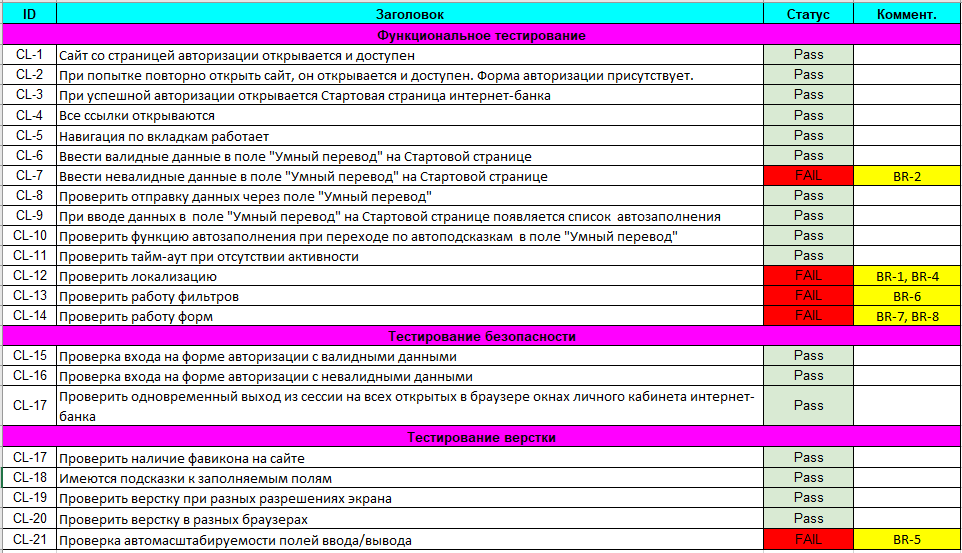 ID Заголовок Статус Коммент.
Функциональное тестирование
CL-1 Сайт со страницей авторизации открывается и доступен Pass
CL-2 При попытке повторно открыть сайт, он открывается и доступен. Форма авторизации присутствует. Pass
CL-3 При успешной авторизации открывается Стартовая страница интернет-банка Pass
CL-4 Все ссылки открываются Pass
CL-5 Навигация по вкладкам работает Pass
CL-6 Ввести валидные данные в поле "Умный перевод" на Стартовой странице Pass
CL-7 Ввести невалидные данные в поле "Умный перевод" на Стартовой странице FAIL BR-2
CL-8 Проверить отправку данных через поле "Умный перевод" Pass
CL-9 При вводе данных в поле "Умный перевод" на Стартовой странице появляется список автозаполнения Pass
CL-10 Проверить функцию автозаполнения при переходе по автоподсказкам в поле "Умный перевод" Pass
CL-11 Проверить тайм-аут при отсутствии активности Pass
CL-12 Проверить локализацию FAIL BR-1, BR-4
CL-13 Проверить работу фильтров FAIL BR-6
CL-14 Проверить работу форм FAIL BR-7, BR-8
Тестирование безопасности
CL-15 Проверка входа на форме авторизации с валидными данными Pass
CL-16 Проверка входа на форме авторизации с невалидными данными Pass
CL-17 Проверить одновременный выход из сессии на всех открытых в браузере окнах личного кабинета интернет-
банка Pass
Тестирование верстки
CL-17 Проверить наличие фавикона на сайте Pass
CL-18 Имеются подсказки к заполняемым полям Pass
CL-19 Проверить верстку при разных разрешениях экрана Pass
CL-20 Проверить верстку в разных браузерах Pass
CL-21 Проверка автомасштабируемости полей ввода/вывода FAIL BR-5